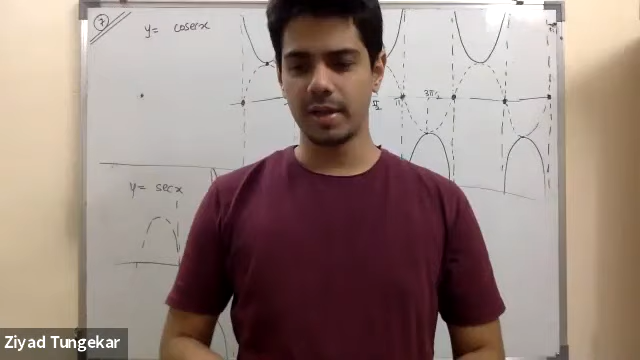 7
y = cosecx
π
3π/2
y = secx
Ziyad Tungekar